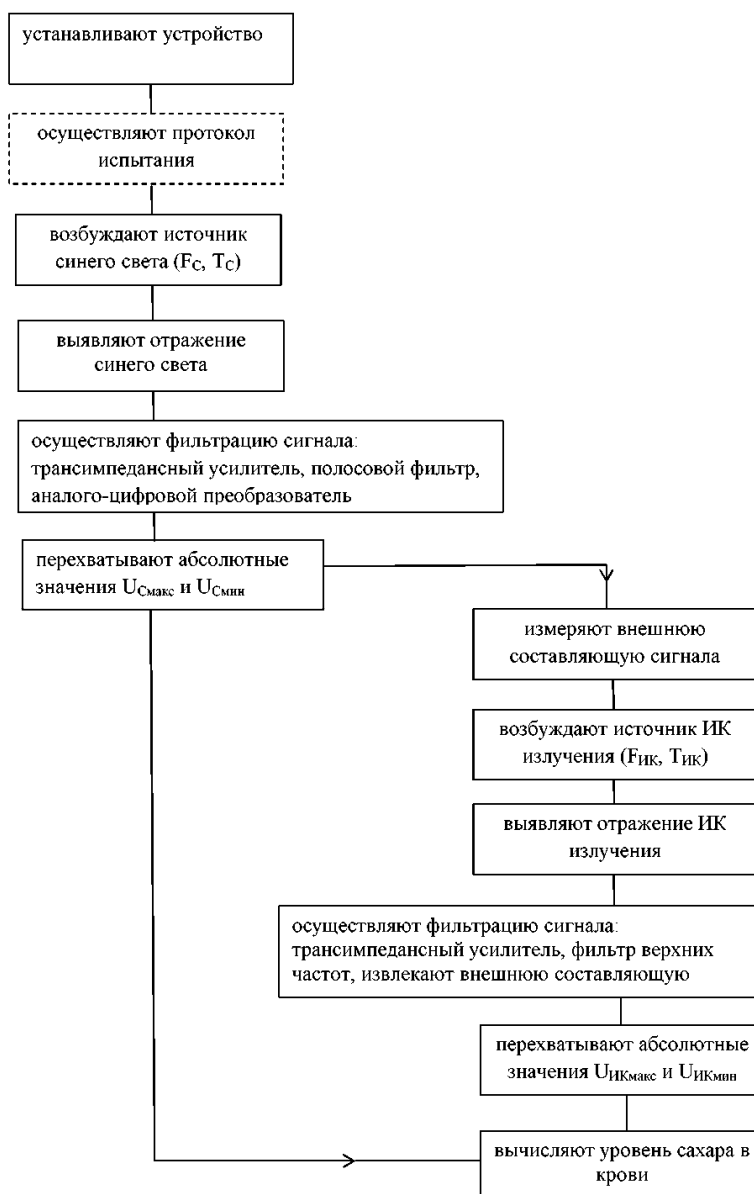 устанавливают устройство
осуществляют протокол
испытания
возбуждают источник
синего света (FС, TС)
выявляют отражение
синего света
осуществляют фильтрацию сигнала:
трансимпедансный усилитель, полосовой фильтр,
аналого-цифровой преобразователь
перехватывают абсолютные
значения UСмакс и UСмин
измеряют внешнюю
составляющую сигнала
возбуждают источник ИК
излучения (FИК, TИК)
выявляют отражение ИК
излучения
осуществляют фильтрацию сигнала:
трансимпедансный усилитель, фильтр верхних
частот, извлекают внешнюю составляющую
перехватывают абсолютные
значения UИКмакс и UИКмин
вычисляют уровень сахара в
крови